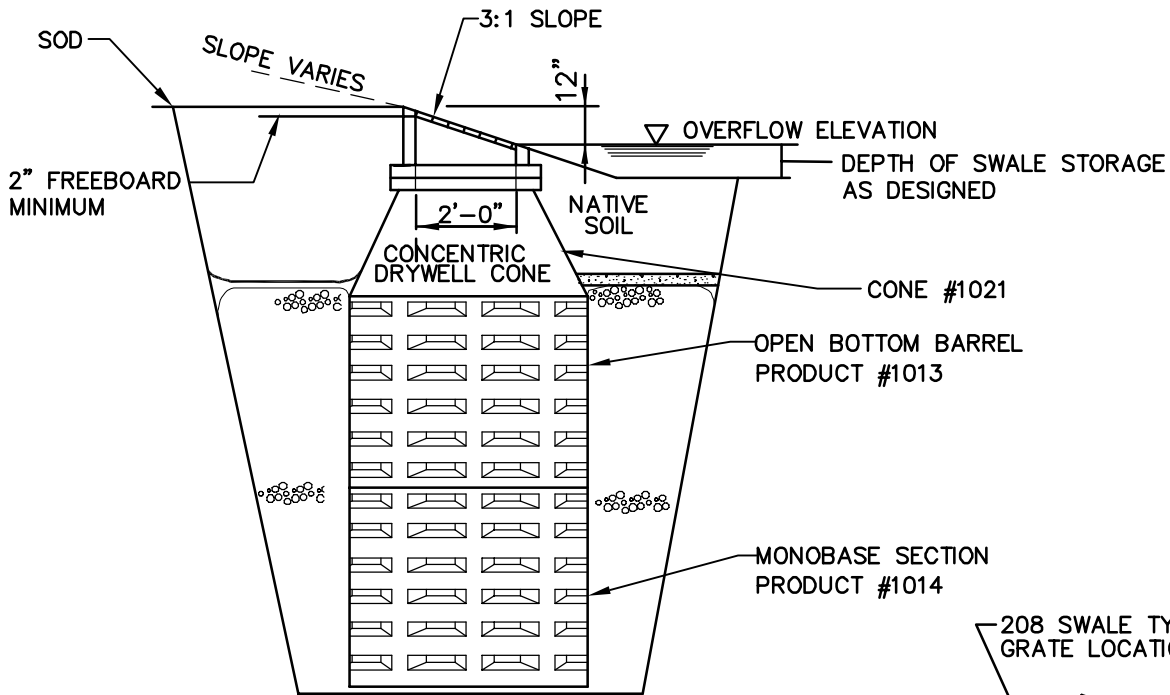 3:1 SLOPE
SOD
SLOPE VARIES
12"
OVERFLOW ELEVATION
DEPTH OF SWALE STORAGE
AS DESIGNED
2" FREEBOARD
MINIMUM
2'-0"
NATIVE
SOIL
CONCENTRIC
DRYWELL CONE
CONE #1021
OPEN BOTTOM BARREL
PRODUCT #1013
MONOBASE SECTION
PRODUCT #1014
208 SWALE
GRATE